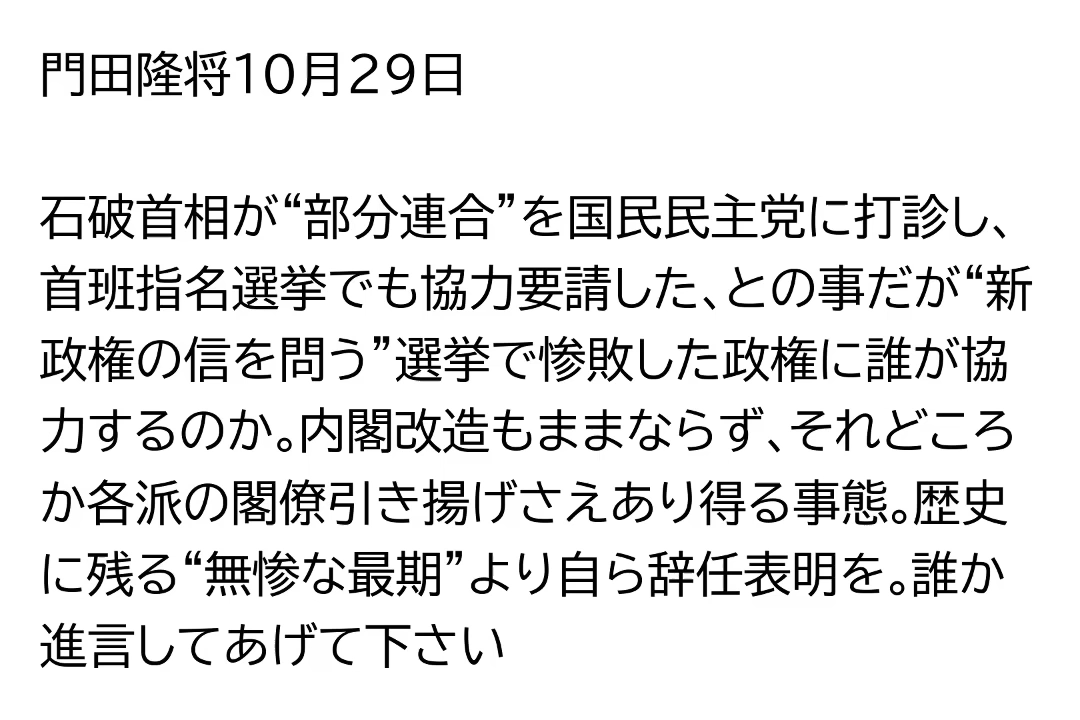 門田隆将10月29日
石破首相が“部分連合”を国民民主党に打診し、
首班指名選挙でも協力要請した、との事だが“新
政権の信を問う”選挙で惨敗した政権に誰が協
力するのか。内閣改造もままならず、それどころ
か各派の閣僚引き揚げさえあり得る事態。歴史
に残る“無惨な最期”より自ら辞任表明を。誰か
進言してあげて下さい